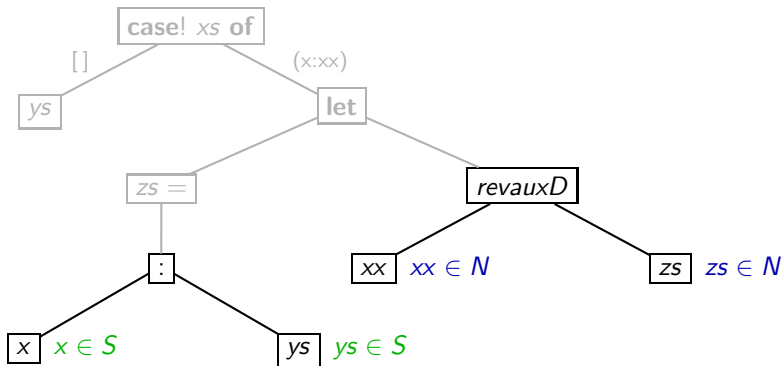 case! xs of
[ ] (x:xx)
ys let
zs = revauxD
: xx xx ∈ N zs zs ∈ N
x x ∈ S ys ys ∈ S